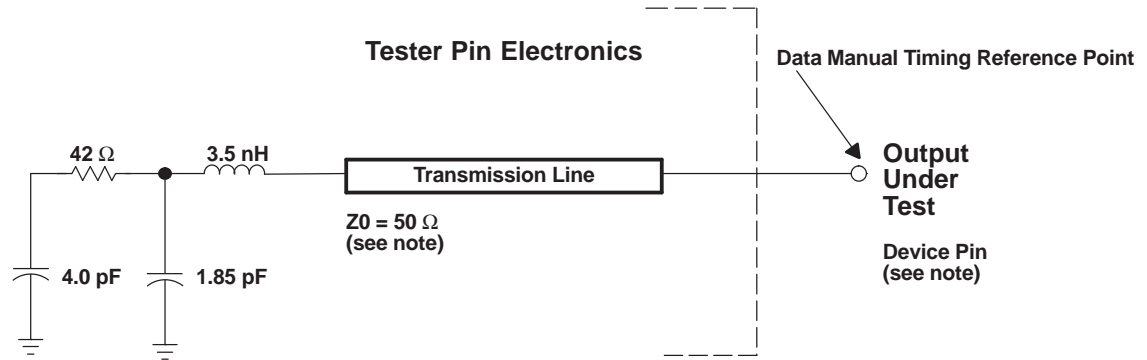 Tester Pin Electronics
Data Manual Timing Reference Point
42 Ω
3.5 nH
Transmission Line
Output
Under
Test
Z0 = 50 Ω
(see note)
Device Pin
(see note)
4.0 pF
1.85 pF